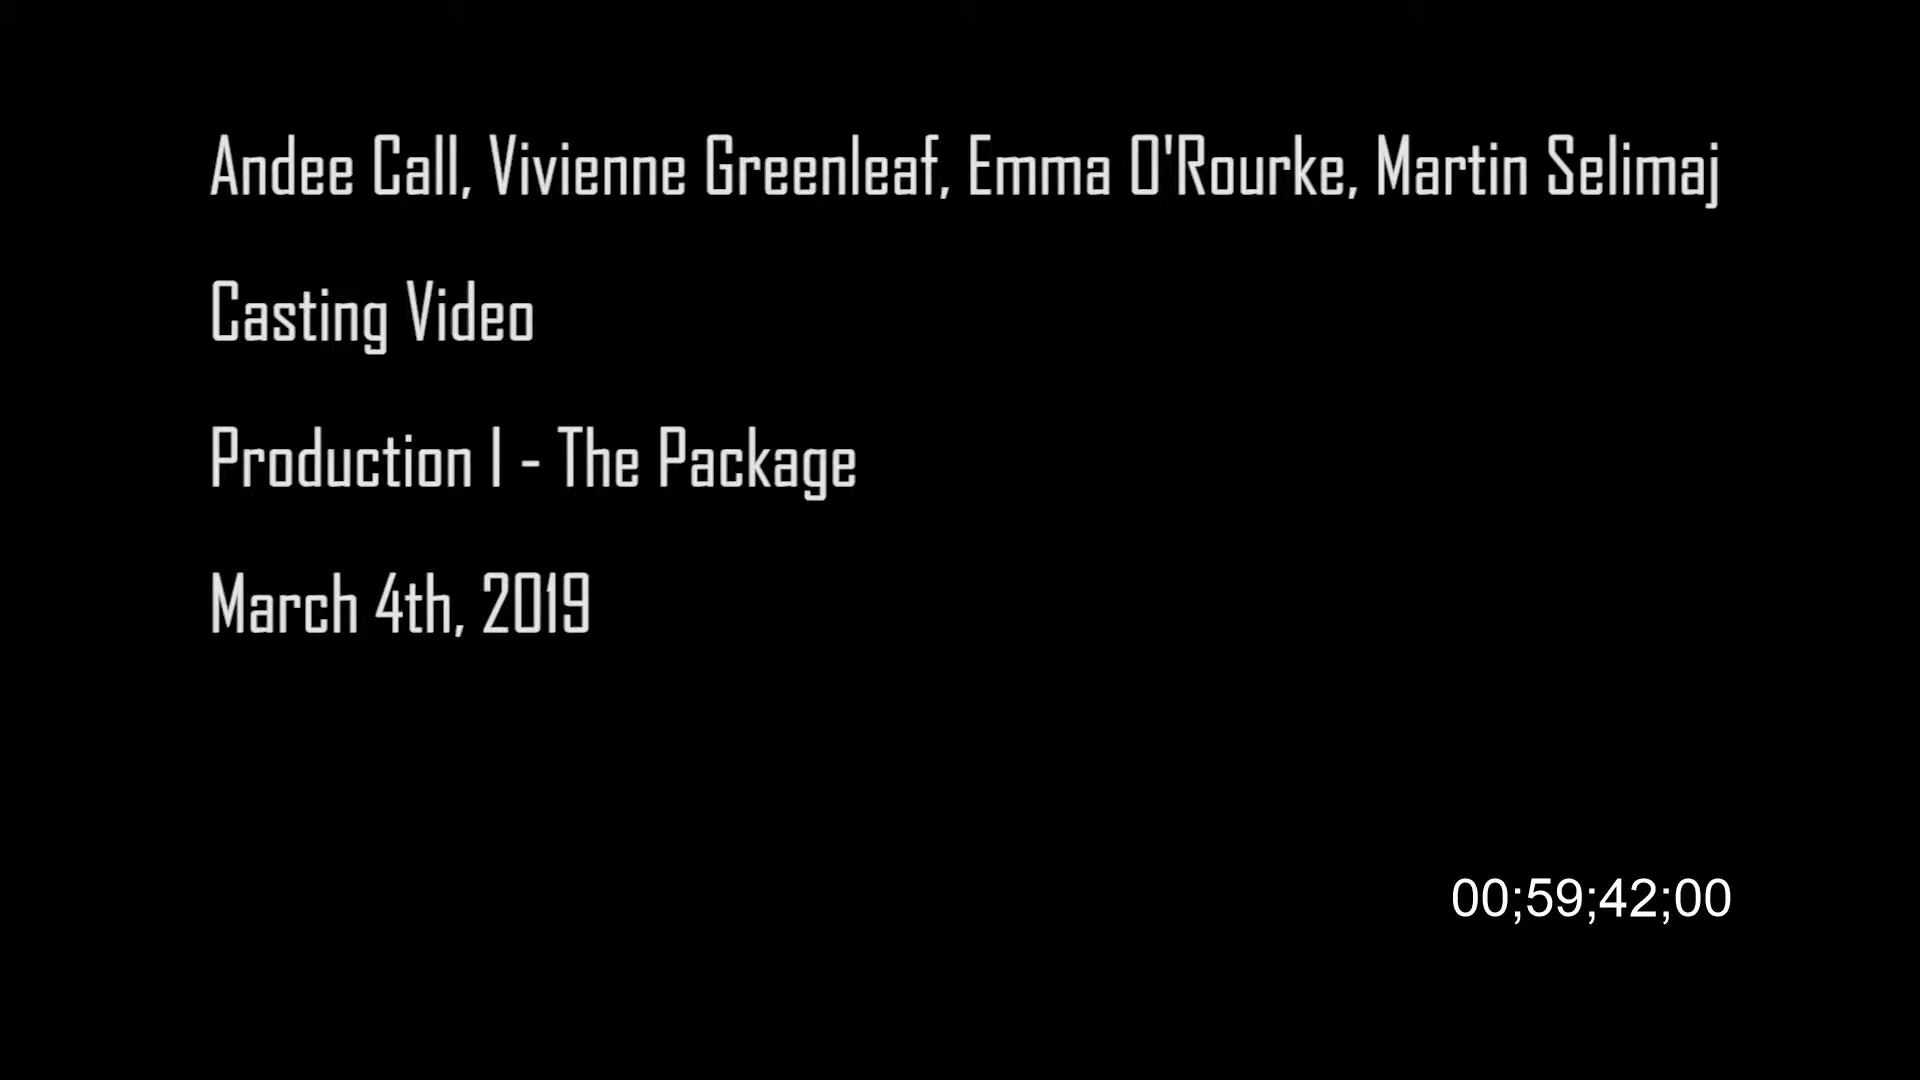 Andee Call, Vivienne Greenleaf, Emma O'Rourke, Martin Selimaj
Casting Video
Production I - The Package
March 4th, 2019
00;59;42;00